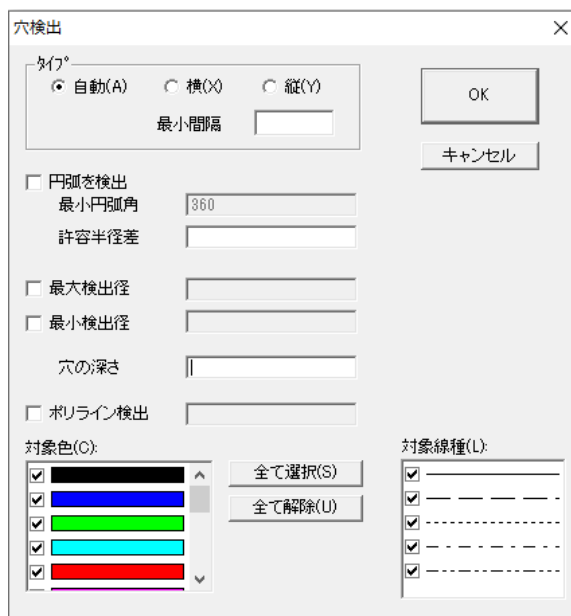 穴検出
タイプ
自動(A) 横(X) 縦(Y)
最小間隔
OK
キャンセル
円弧を検出
最小円弧角 360
許容半径差
最大検出径
最小検出径
穴の深さ
ポリライン検出
対象色(C):
全て選択(S)
全て解除(U)
対象線種(L):